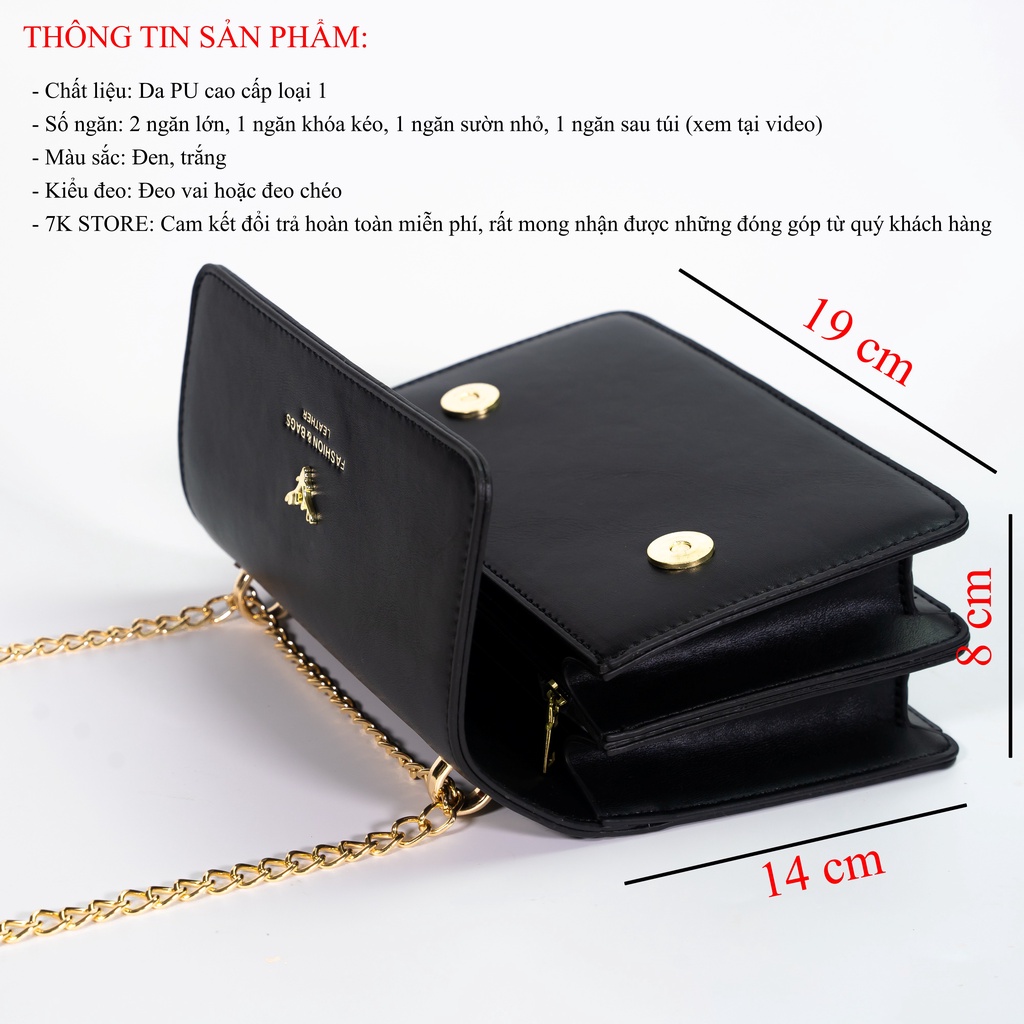 THÔNG TIN SẢN PHẨM:
- Chất liệu: Da PU cao cấp loại 1
- Số ngăn: 2 ngăn lớn, 1 ngăn khóa kéo, 1 ngăn sườn nhỏ, 1 ngăn sau túi (xem tại video)
- Màu sắc: Đen, trắng
- Kiểu đeo: Đeo vai hoặc đeo chéo
- 7K STORE: Cam kết đổi trả hoàn toàn miễn phí, rất mong nhận được những đóng góp từ quý khách hàng
19 cm
FASHION & BAGS
LEATHER
8 cm
14 cm